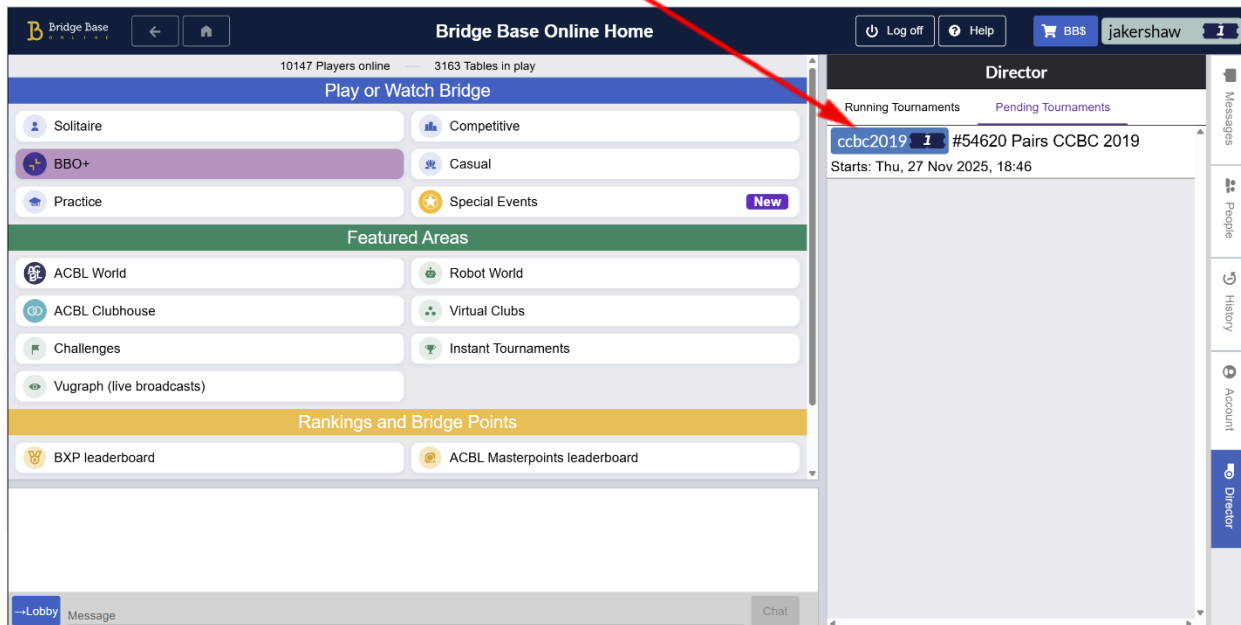 Bridge Base
ONLINE
Bridge Base Online Home
Log off
Help
BB$
jakershaw
1
10147 Players online — 3163 Tables in play
Play or Watch Bridge
Solitaire
Competitive
BBO+
Casual
Practice
Special Events
New
Featured Areas
ACBL World
Robot World
ACBL Clubhouse
Virtual Clubs
Challenges
Instant Tournaments
Vugraph (live broadcasts)
Rankings and Bridge Points
BXP leaderboard
ACBL Masterpoints leaderboard
→Lobby
Message
Chat
Director
Running Tournaments
Pending Tournaments
ccbc2019 1 #54620 Pairs CCBC 2019
Starts: Thu, 27 Nov 2025, 18:46
Messages
People
History
Account
Director